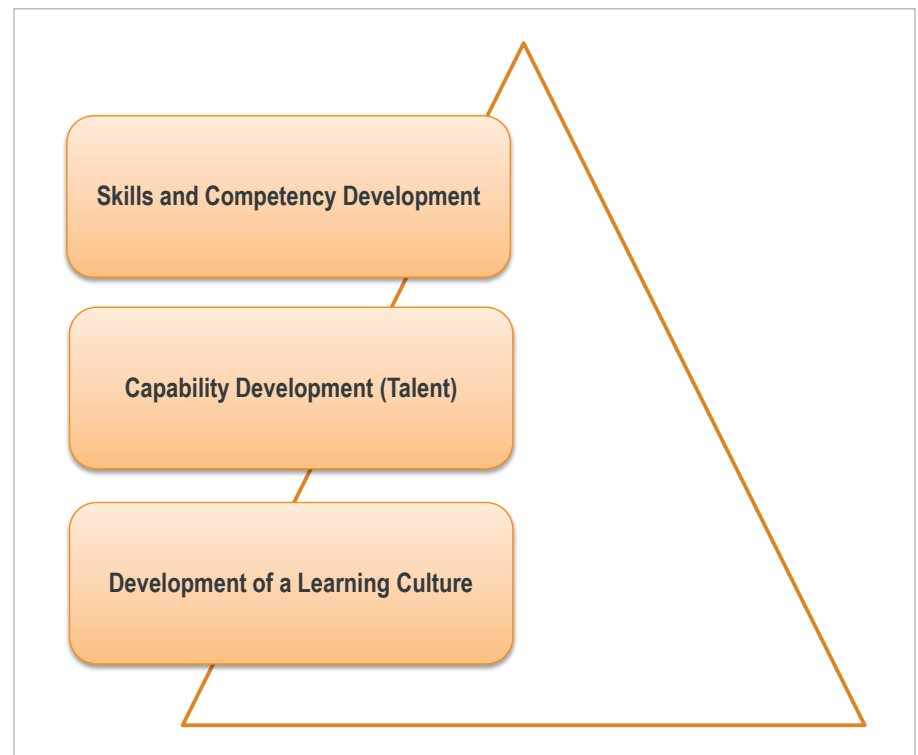 Skills and Competency Development
Capability Development (Talent)
Development of a Learning Culture